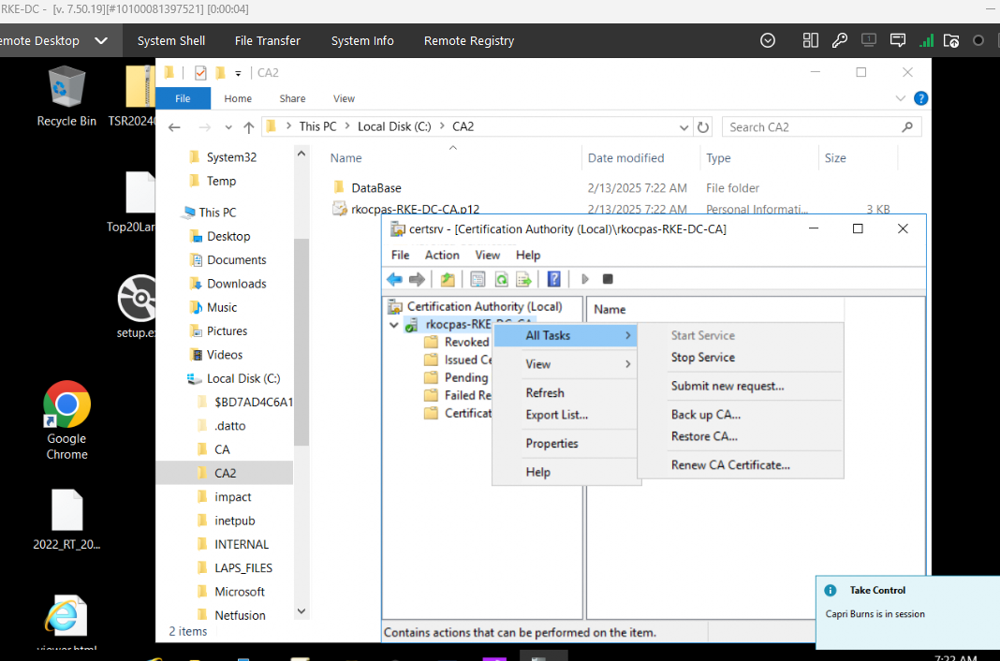 RKE-DC - [v. 7.50.19][#10100081397521] [0:00:04]
emote Desktop System Shell File Transfer System Info Remote Registry
Recycle Bin
TSR20240
Top20Lar
setup.ex
Google
Chrome
2022_RT_20...
viewer.html
CA2
File Home Share View
This PC > Local Disk (C:) > CA2
Search CA2
System32
Temp
This PC
Desktop
Documents
Downloads
Music
Pictures
Videos
Local Disk (C:)
$BD7AD4C6A1
.datto
CA
CA2
impact
inetpub
INTERNAL
LAPS_FILES
Microsoft
Netfusion
2 items
Name Date modified Type Size
DataBase 2/13/2025 7:22 AM File folder
rkocpas-RKE-DC-CA.p12 2/13/2025 7:22 AM Personal Informati... 3 KB
certsrv - [Certification Authority (Local)\rkocpas-RKE-DC-CA]
File Action View Help
Certification Authority (Local)
rkocpas-RKE-DC-CA
Revoked
Issued Ce
Pending
Failed Re
Certificat
Name
All Tasks
View
Refresh
Export List...
Properties
Help
Start Service
Stop Service
Submit new request...
Back up CA...
Restore CA...
Renew CA Certificate...
Contains actions that can be performed on the item.
Take Control
Capri Burns is in session
7:22 AM